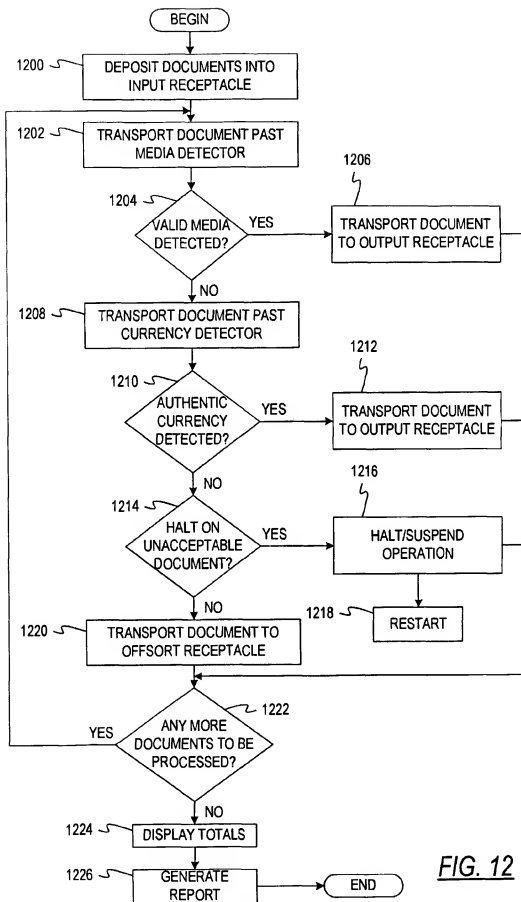 BEGIN
1200
DEPOSIT DOCUMENTS INTO
INPUT RECEPTACLE
1202
TRANSPORT DOCUMENT PAST
MEDIA DETECTOR
1204
VALID MEDIA
DETECTED?
YES
1206
TRANSPORT DOCUMENT
TO OUTPUT RECEPTACLE
NO
1208
TRANSPORT DOCUMENT PAST
CURRENCY DETECTOR
1210
AUTHENTIC
CURRENCY
DETECTED?
YES
1212
TRANSPORT DOCUMENT
TO OUTPUT RECEPTACLE
NO
1214
HALT ON
UNACCEPTABLE
DOCUMENT?
YES
1216
HALT/SUSPEND
OPERATION
1218
RESTART
NO
1220
TRANSPORT DOCUMENT TO
OFFSORT RECEPTACLE
1222
ANY MORE
DOCUMENTS TO BE
PROCESSED?
YES
NO
1224
DISPLAY TOTALS
1226
GENERATE
REPORT
END
FIG. 12